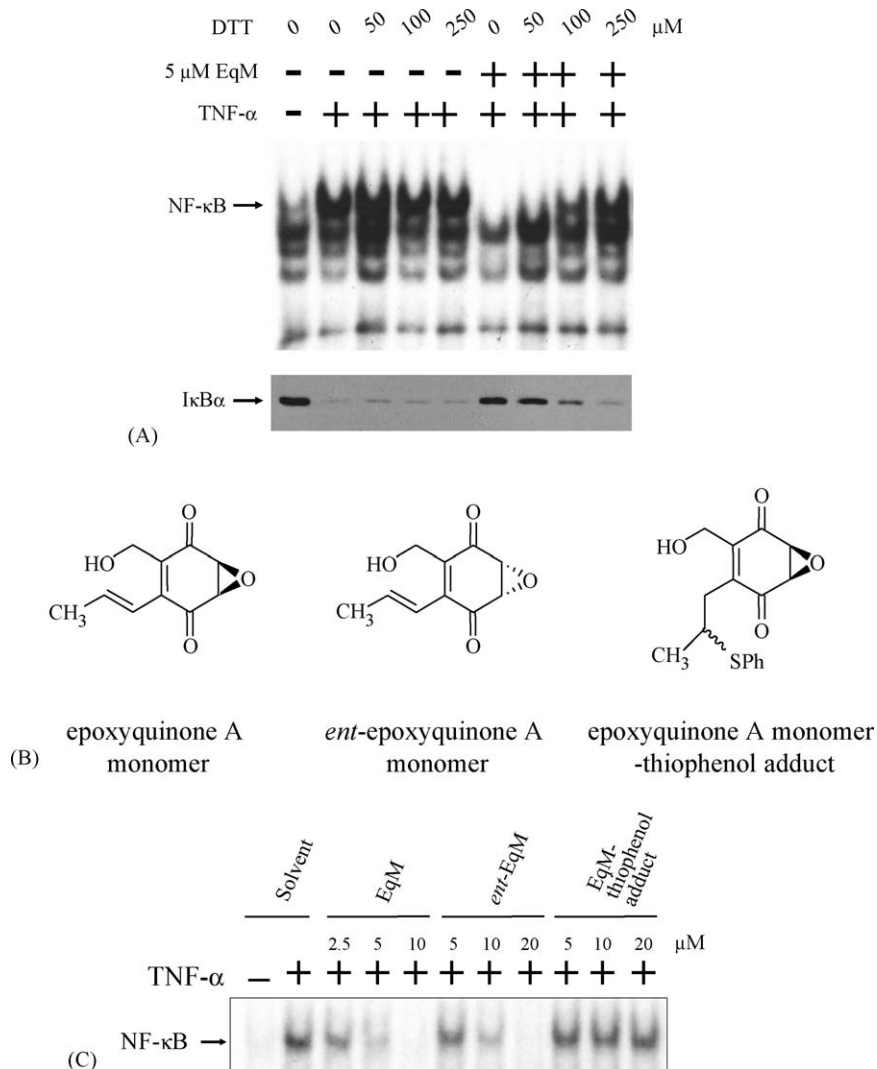 DTT 0 0 50 100 250 0 50 100 250 µM
5 µM EqM - - - - - + + + +
TNF-α - + + + + + + + +
NF-κB
IκBα
(A)
O
HO
O
CH3
O
O
HO
O
CH3
O
O
HO
O
CH3
SPh
O
epoxyquinone A
monomer
ent-epoxyquinone A
monomer
epoxyquinone A monomer
-thiophenol adduct
(B)
Solvent
EqM
ent-EqM
EqM-
thiophenol
adduct
2.5 5 10 5 10 20 5 10 20 µM
TNF-α - + + + + + + + + + +
NF-κB
(C)